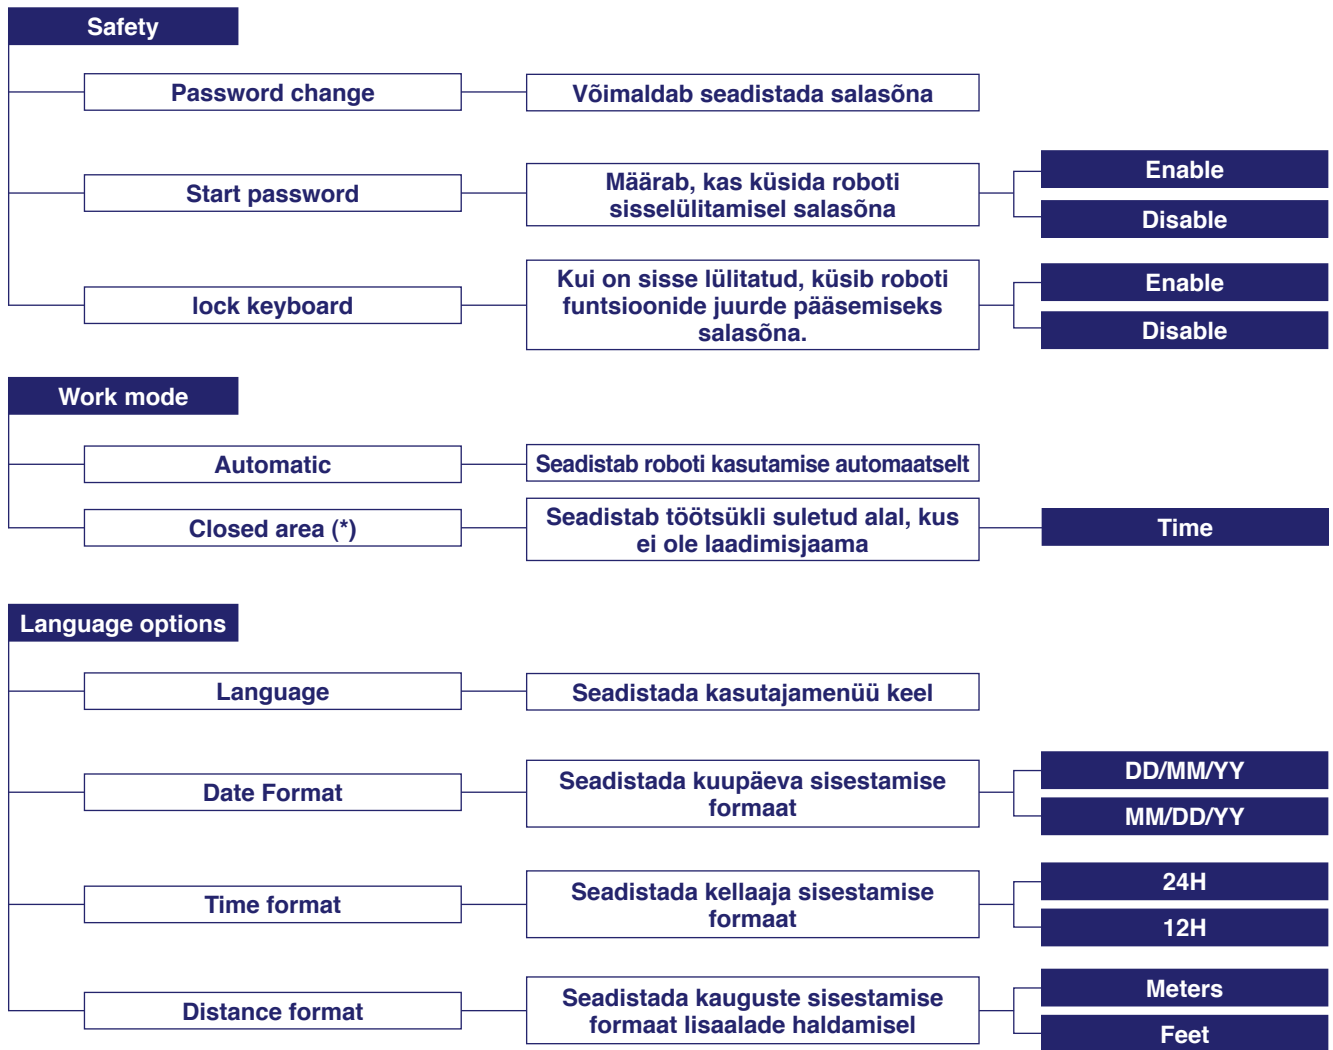 Safety
Password change
Võimaldab seadistada salasõna
Start password
Määrab, kas küsida roboti
sisselülitamisel salasõna
Enable
Disable
lock keyboard
Kui on sisse lülitatud, küsib roboti
funtsioonide juurde pääsemiseks
salasõna.
Enable
Disable
Work mode
Automatic
Seadistab roboti kasutamise automaatselt
Closed area (*)
Seadistab töötsükli suletud alal, kus
ei ole laadimisjaama
Time
Language options
Language
Seadistada kasutajamenüü keel
Date Format
Seadistada kuupäeva sisestamise
formaat
DD/MM/YY
MM/DD/YY
Time format
Seadistada kellaaja sisestamise
formaat
24H
12H
Distance format
Seadistada kauguste sisestamise
formaat lisaalade haldamisel
Meters
Feet